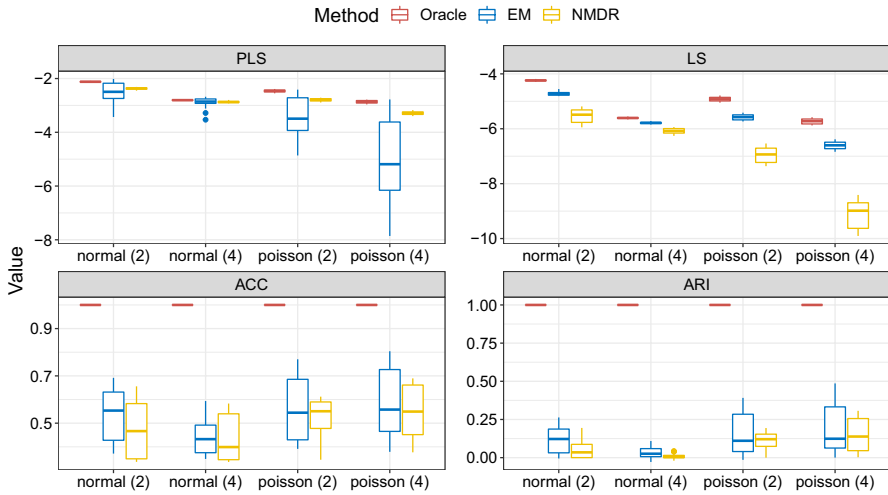 Method Oracle EM NMDR
PLS
LS
−2
−4
−6
−8
−4
−6
−8
−10
normal (2) normal (4) poisson (2) poisson (4)
normal (2) normal (4) poisson (2) poisson (4)
Value
ACC
ARI
0.9
0.7
0.5
1.00
0.75
0.50
0.25
0.00
normal (2) normal (4) poisson (2) poisson (4)
normal (2) normal (4) poisson (2) poisson (4)